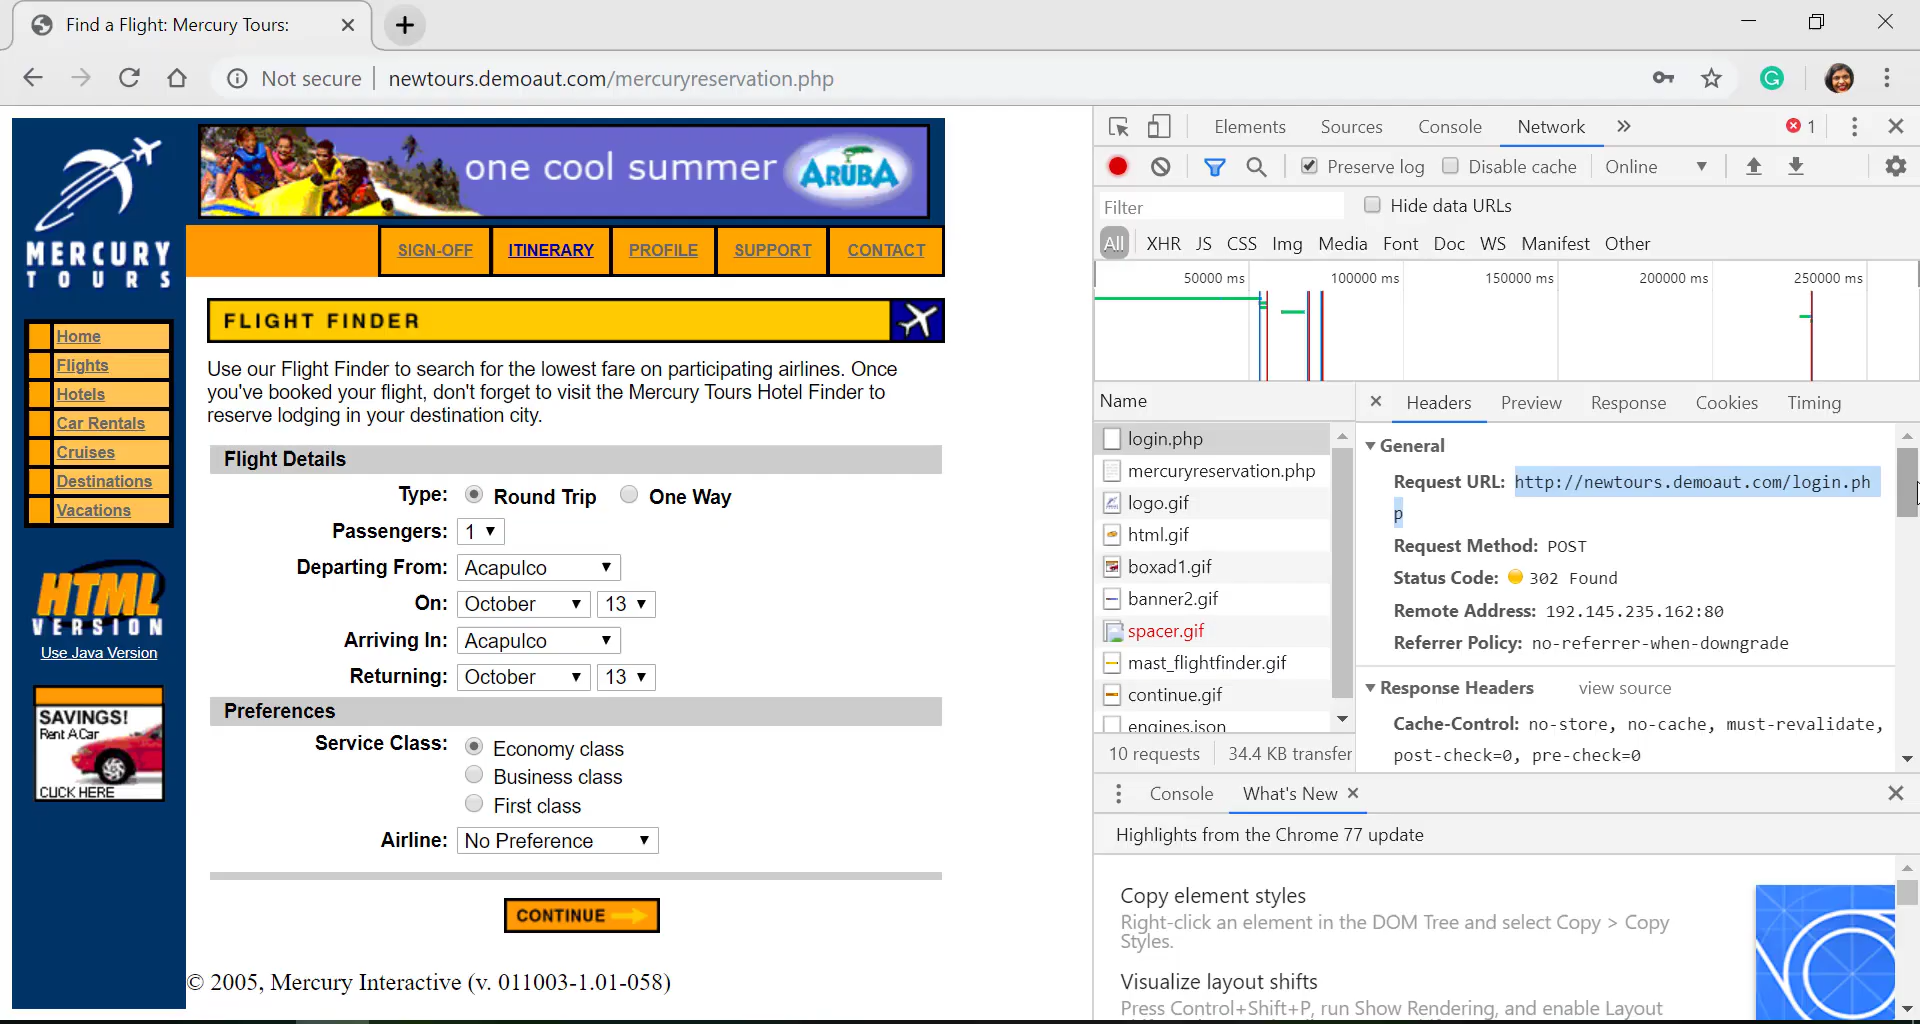 Find a Flight: Mercury Tours:
Not secure | newtours.demoaut.com/mercuryreservation.php
G
one cool summer ARUBA
MERCURY
TOURS
SIGN-OFF ITINERARY PROFILE SUPPORT CONTACT
FLIGHT FINDER
Home
Flights
Hotels
Car Rentals
Cruises
Destinations
Vacations
HTML
VERSION
Use Java Version
SAVINGS!
Rent A Car
CLICK HERE
Use our Flight Finder to search for the lowest fare on participating airlines. Once
you've booked your flight, don't forget to visit the Mercury Tours Hotel Finder to
reserve lodging in your destination city.
Flight Details
Type: Round Trip One Way
Passengers: 1
Departing From: Acapulco
On: October 13
Arriving In: Acapulco
Returning: October 13
Preferences
Service Class: Economy class
Business class
First class
Airline: No Preference
CONTINUE
© 2005, Mercury Interactive (v. 011003-1.01-058)
Elements Sources Console Network » 1
Preserve log Disable cache Online
Filter Hide data URLs
All XHR JS CSS Img Media Font Doc WS Manifest Other
50000 ms 100000 ms 150000 ms 200000 ms 250000 ms
Name
login.php
mercuryreservation.php
logo.gif
html.gif
boxad1.gif
banner2.gif
spacer.gif
mast_flightfinder.gif
continue.gif
engines.json
10 requests 34.4 KB transfer
Headers Preview Response Cookies Timing
General
Request URL: http://newtours.demoaut.com/login.ph
p
Request Method: POST
Status Code: 302 Found
Remote Address: 192.145.235.162:80
Referrer Policy: no-referrer-when-downgrade
Response Headers view source
Cache-Control: no-store, no-cache, must-revalidate,
post-check=0, pre-check=0
Console What's New
Highlights from the Chrome 77 update
Copy element styles
Right-click an element in the DOM Tree and select Copy > Copy
Styles.
Visualize layout shifts
Press Control+Shift+P, run Show Rendering, and enable Layout